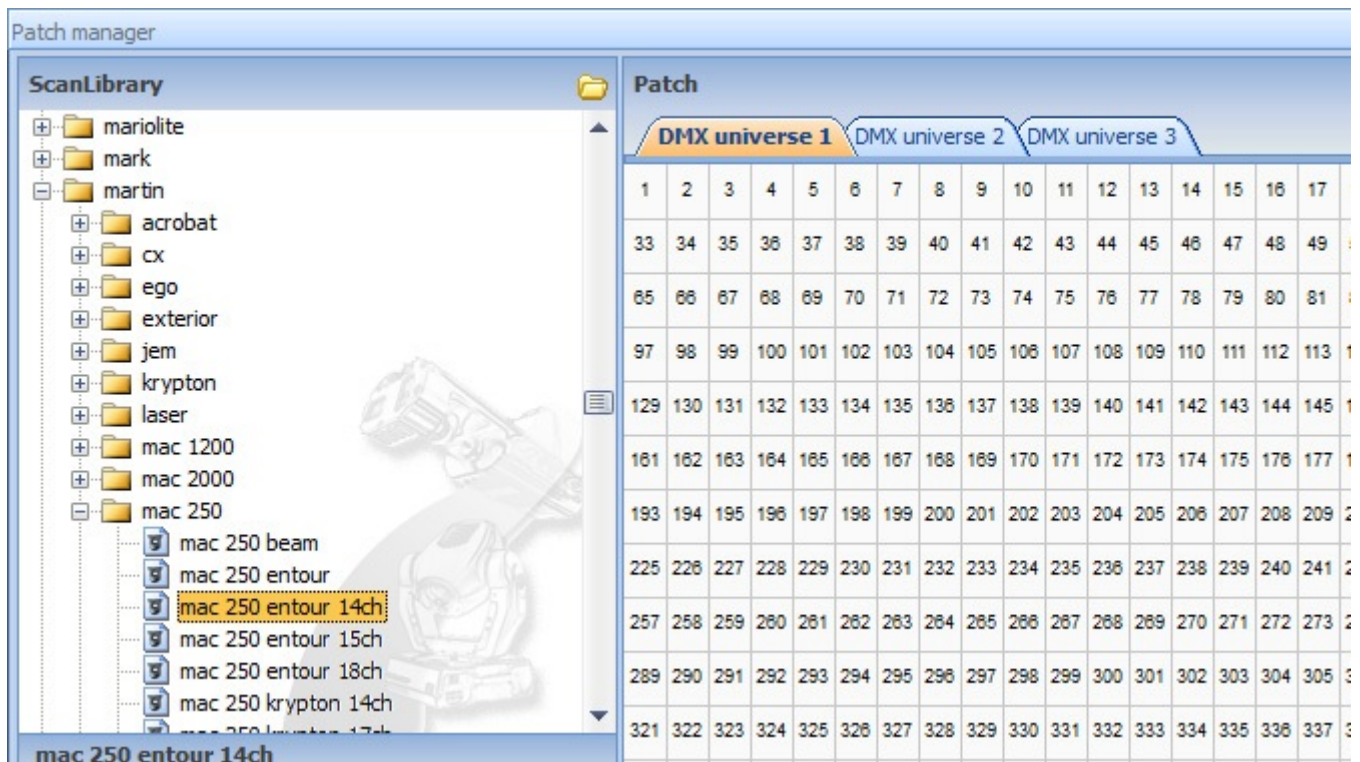 Patch manager
ScanLibrary
mariolite
mark
martin
acrobat
cx
ego
exterior
jem
krypton
laser
mac 1200
mac 2000
mac 250
mac 250 beam
mac 250 entour
mac 250 entour 14ch
mac 250 entour 15ch
mac 250 entour 18ch
mac 250 krypton 14ch
mac 250 krypton 17ch
mac 250 entour 14ch
Patch
DMX universe 1 DMX universe 2 DMX universe 3
1 2 3 4 5 6 7 8 9 10 11 12 13 14 15 16 17
33 34 35 36 37 38 39 40 41 42 43 44 45 46 47 48 49
65 66 67 68 69 70 71 72 73 74 75 76 77 78 79 80 81
97 98 99 100 101 102 103 104 105 106 107 108 109 110 111 112 113
129 130 131 132 133 134 135 136 137 138 139 140 141 142 143 144 145
161 162 163 164 165 166 167 168 169 170 171 172 173 174 175 176 177
193 194 195 196 197 198 199 200 201 202 203 204 205 206 207 208 209
225 226 227 228 229 230 231 232 233 234 235 236 237 238 239 240 241
257 258 259 260 261 262 263 264 265 266 267 268 269 270 271 272 273
289 290 291 292 293 294 295 296 297 298 299 300 301 302 303 304 305
321 322 323 324 325 326 327 328 329 330 331 332 333 334 335 336 337